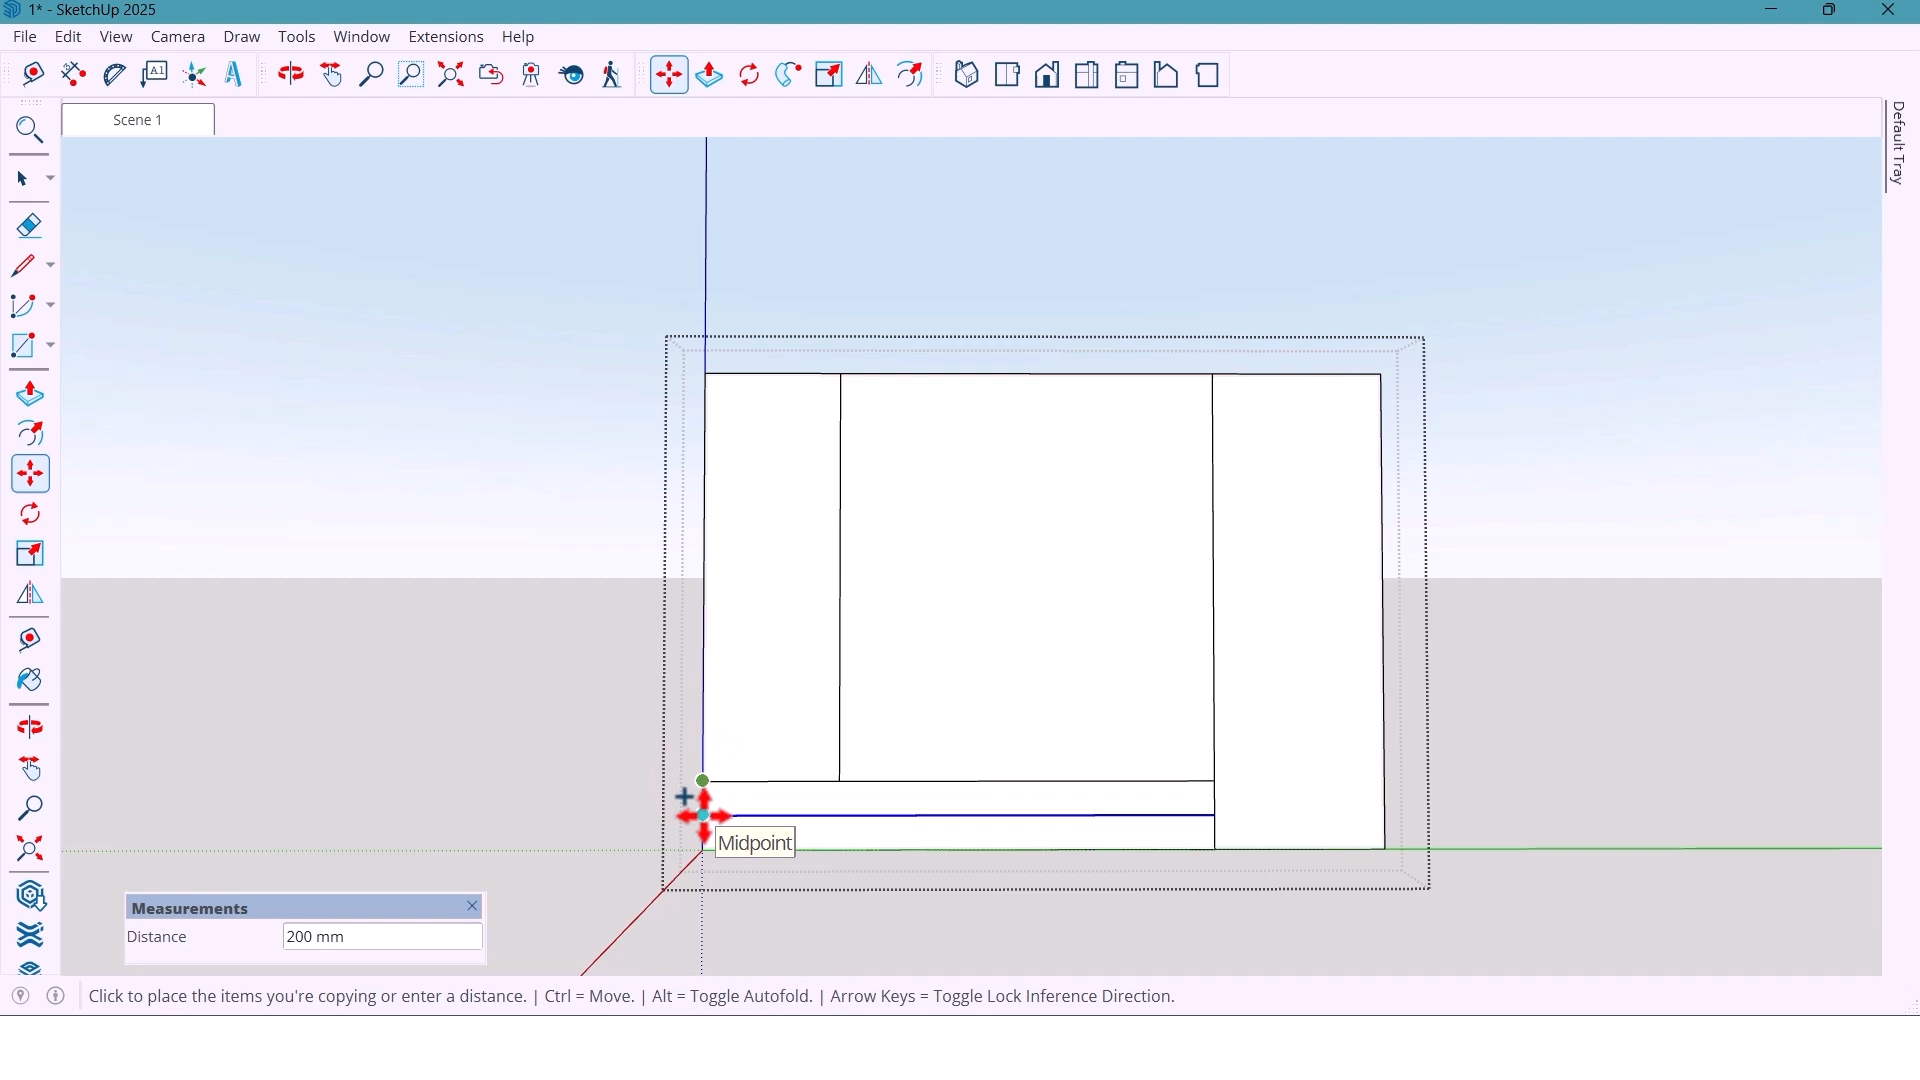 1* - SketchUp 2025
File Edit View Camera Draw Tools Window Extensions Help
A1
Scene 1
Default Tray
Midpoint
Measurements
Distance 200 mm
Click to place the items you're copying or enter a distance. | Ctrl = Move. | Alt = Toggle Autofold. | Arrow Keys = Toggle Lock Inference Direction.